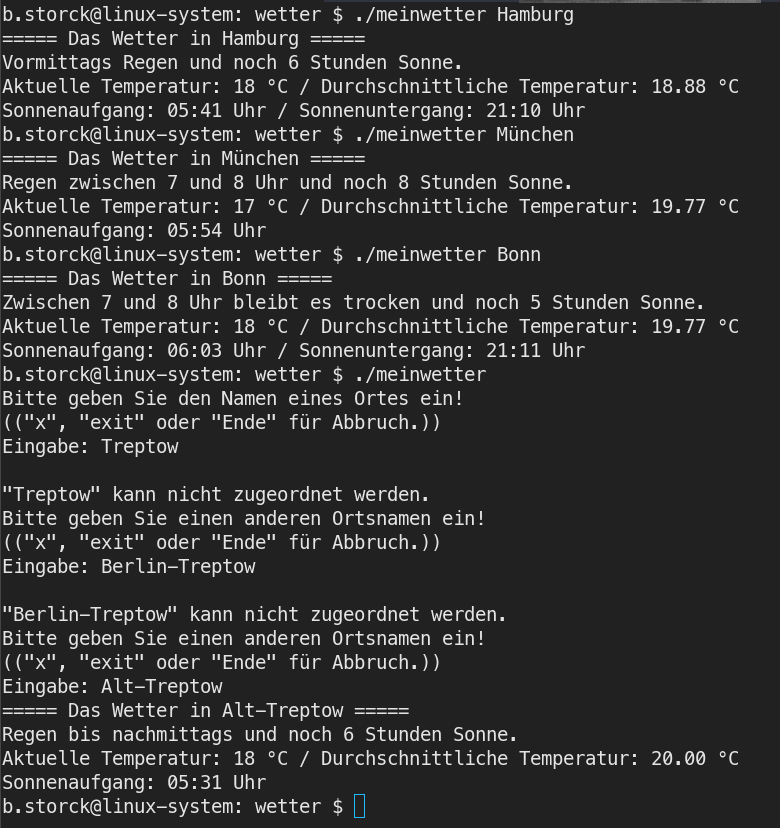 b.storck@linux-system: wetter $ ./meinwetter Hamburg
===== Das Wetter in Hamburg =====
Vormittags Regen und noch 6 Stunden Sonne.
Aktuelle Temperatur: 18 °C / Durchschnittliche Temperatur: 18.88 °C
Sonnenaufgang: 05:41 Uhr / Sonnenuntergang: 21:10 Uhr
b.storck@linux-system: wetter $ ./meinwetter München
===== Das Wetter in München =====
Regen zwischen 7 und 8 Uhr und noch 8 Stunden Sonne.
Aktuelle Temperatur: 17 °C / Durchschnittliche Temperatur: 19.77 °C
Sonnenaufgang: 05:54 Uhr
b.storck@linux-system: wetter $ ./meinwetter Bonn
===== Das Wetter in Bonn =====
Zwischen 7 und 8 Uhr bleibt es trocken und noch 5 Stunden Sonne.
Aktuelle Temperatur: 18 °C / Durchschnittliche Temperatur: 19.77 °C
Sonnenaufgang: 06:03 Uhr / Sonnenuntergang: 21:11 Uhr
b.storck@linux-system: wetter $ ./meinwetter
Bitte geben Sie den Namen eines Ortes ein!
(("x", "exit" oder "Ende" für Abbruch.))
Eingabe: Treptow

"Treptow" kann nicht zugeordnet werden.
Bitte geben Sie einen anderen Ortsnamen ein!
(("x", "exit" oder "Ende" für Abbruch.))
Eingabe: Berlin-Treptow

"Berlin-Treptow" kann nicht zugeordnet werden.
Bitte geben Sie einen anderen Ortsnamen ein!
(("x", "exit" oder "Ende" für Abbruch.))
Eingabe: Alt-Treptow
===== Das Wetter in Alt-Treptow =====
Regen bis nachmittags und noch 6 Stunden Sonne.
Aktuelle Temperatur: 18 °C / Durchschnittliche Temperatur: 20.00 °C
Sonnenaufgang: 05:31 Uhr
b.storck@linux-system: wetter $